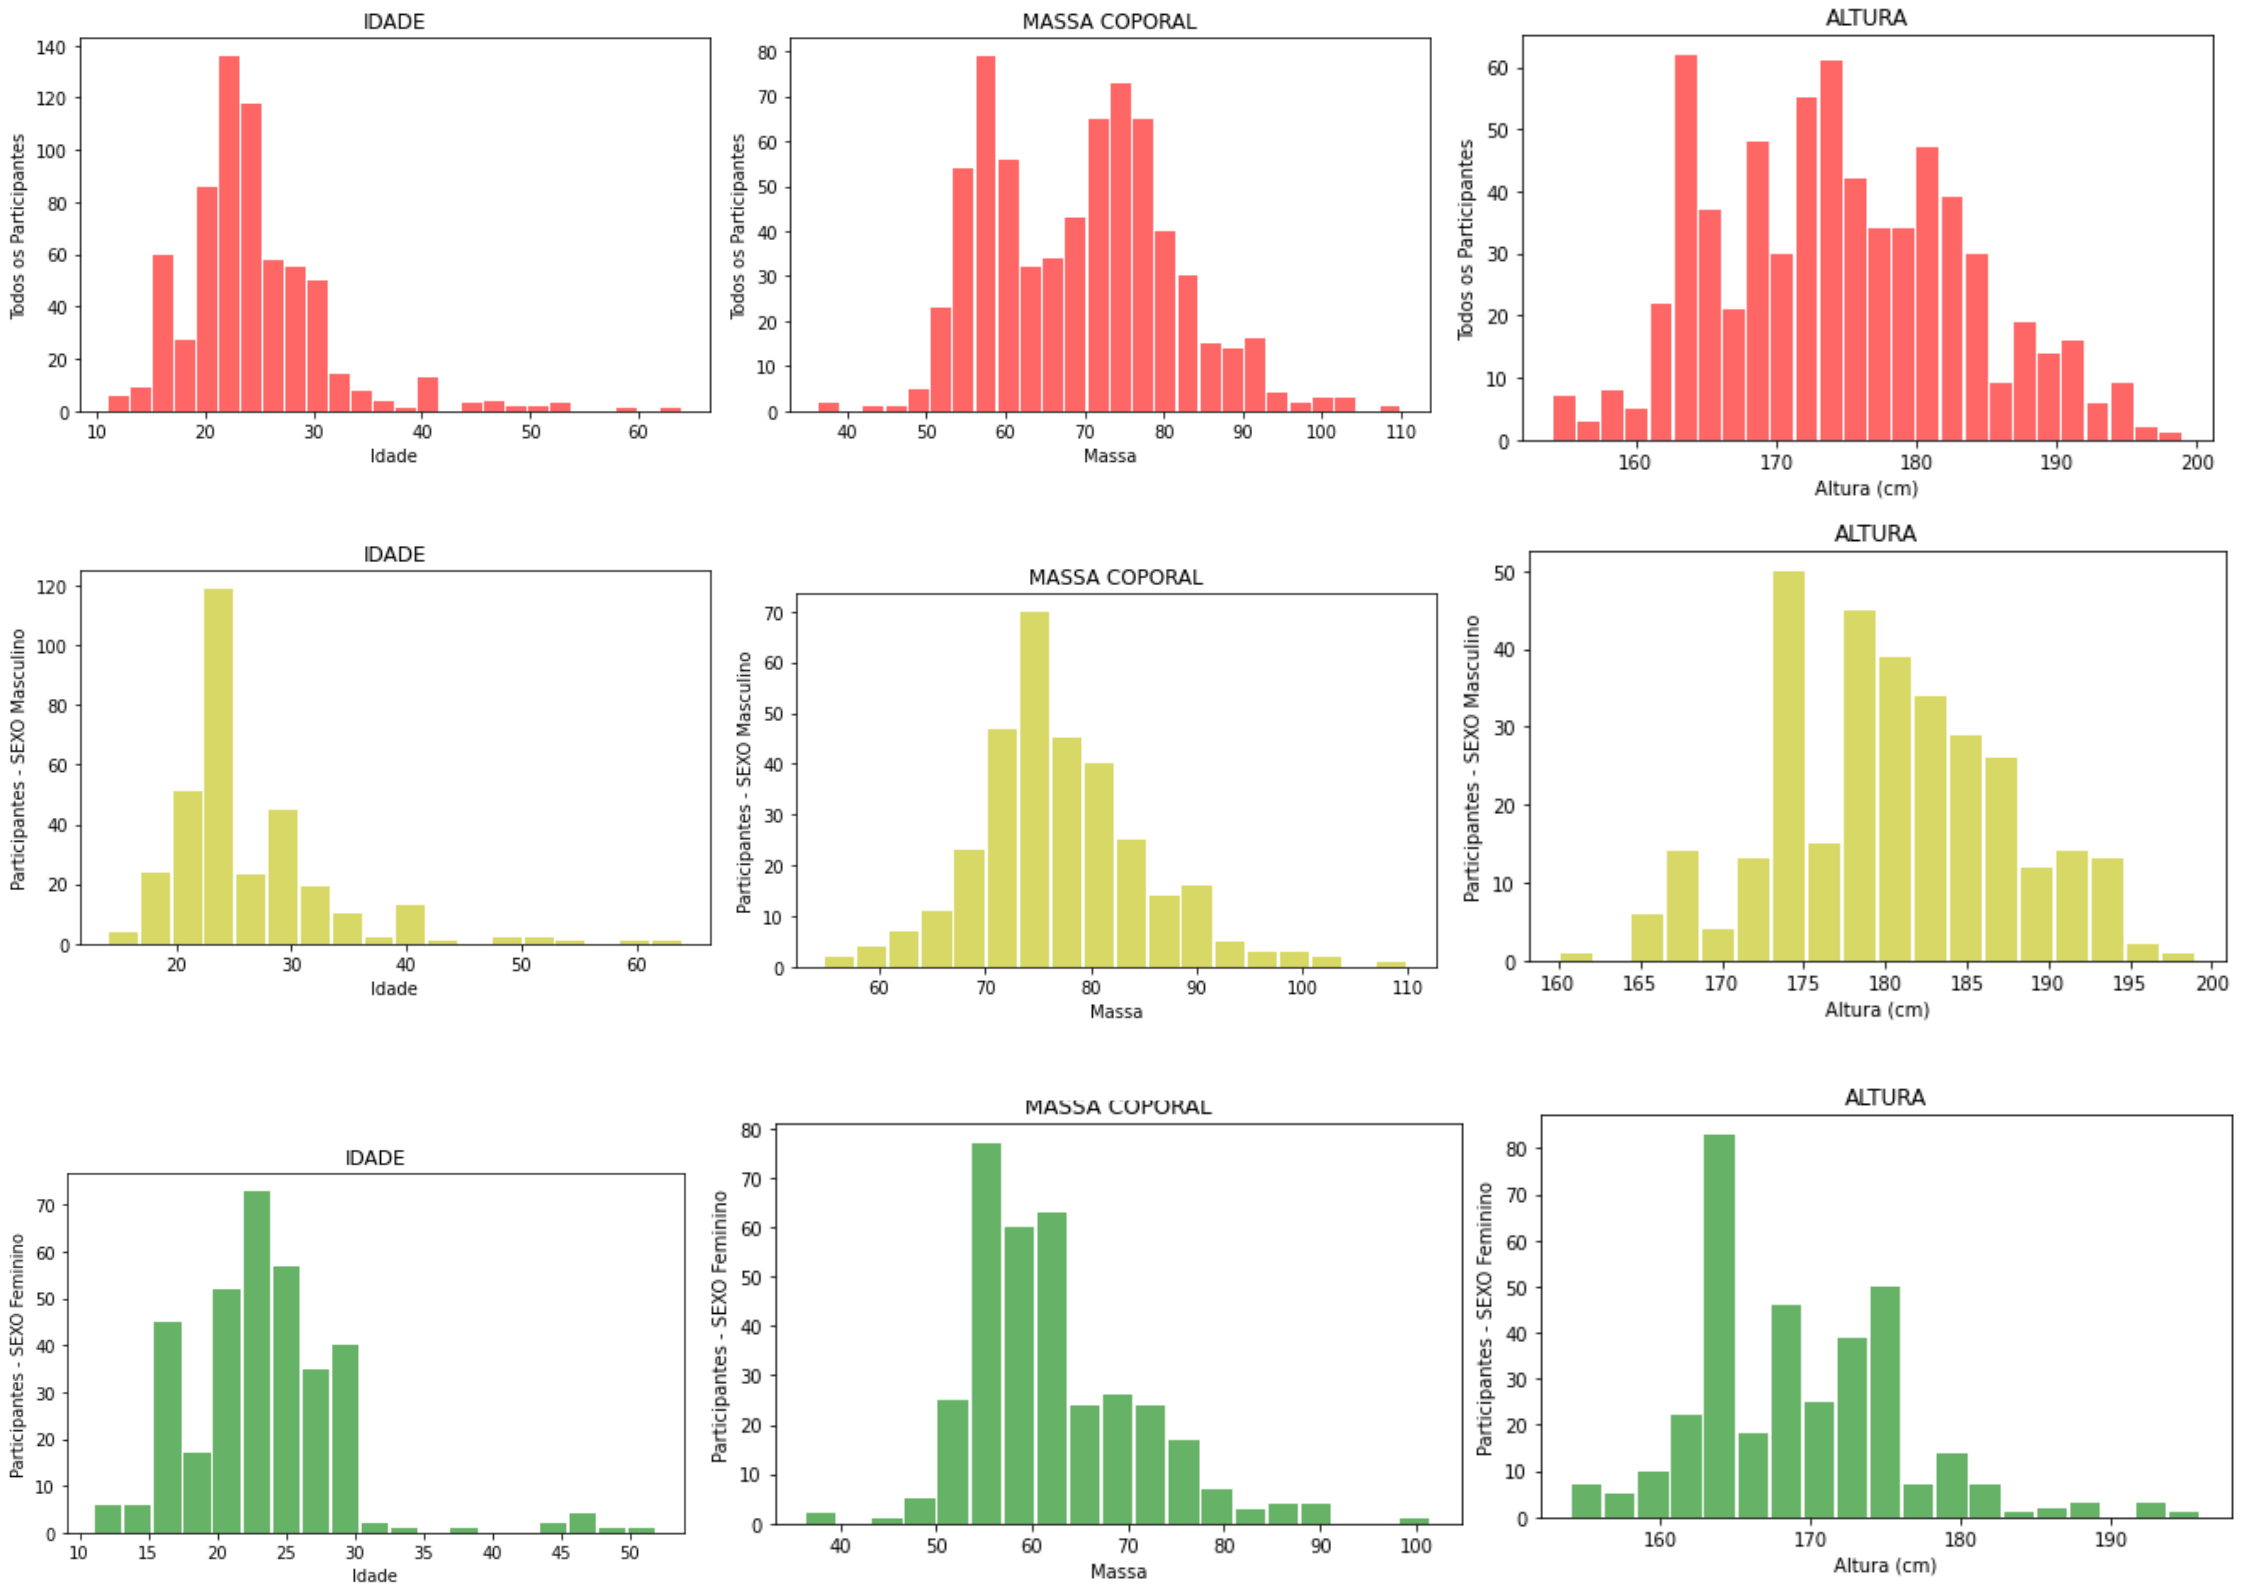 IDADE
140
120
100
80
60
40
20
0
10 20 30 40 50 60
Idade
Todos os Participantes
MASSA COPORAL
80
70
60
50
40
30
20
10
0
40 50 60 70 80 90 100 110
Massa
Todos os Participantes
ALTURA
60
50
40
30
20
10
0
160 170 180 190 200
Altura (cm)
Todos os Participantes
IDADE
120
100
80
60
40
20
0
20 30 40 50 60
Idade
Participantes - SEXO Masculino
MASSA COPORAL
70
60
50
40
30
20
10
0
60 70 80 90 100 110
Massa
Participantes - SEXO Masculino
ALTURA
50
40
30
20
10
0
160 165 170 175 180 185 190 195 200
Altura (cm)
Participantes - SEXO Masculino
IDADE
70
60
50
40
30
20
10
0
10 15 20 25 30 35 40 45 50
Idade
Participantes - SEXO Feminino
MASSA COPORAL
80
70
60
50
40
30
20
10
0
40 50 60 70 80 90 100
Massa
Participantes - SEXO Feminino
ALTURA
80
70
60
50
40
30
20
10
0
160 170 180 190
Altura (cm)
Participantes - SEXO Feminino